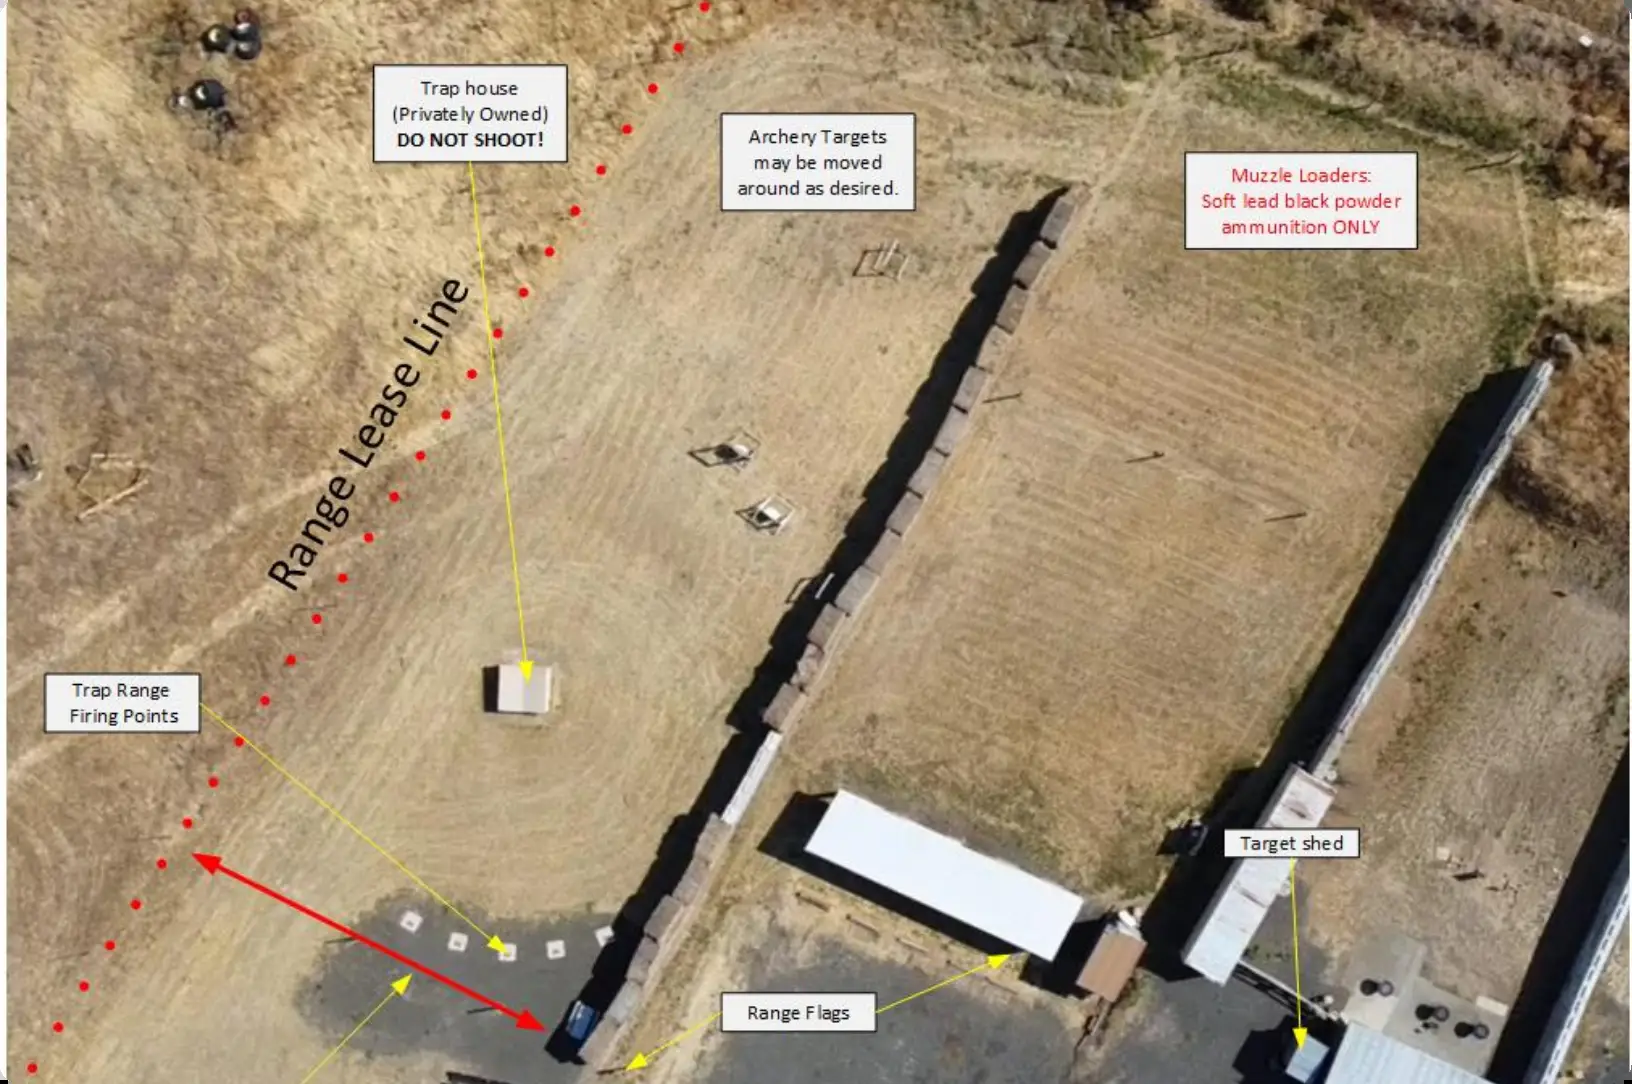 Trap house
(Privately Owned)
DO NOT SHOOT!
Archery Targets
may be moved
around as desired.
Muzzle Loaders:
Soft lead black powder
ammunition ONLY
Range Lease Line
Trap Range
Firing Points
Target shed
Range Flags